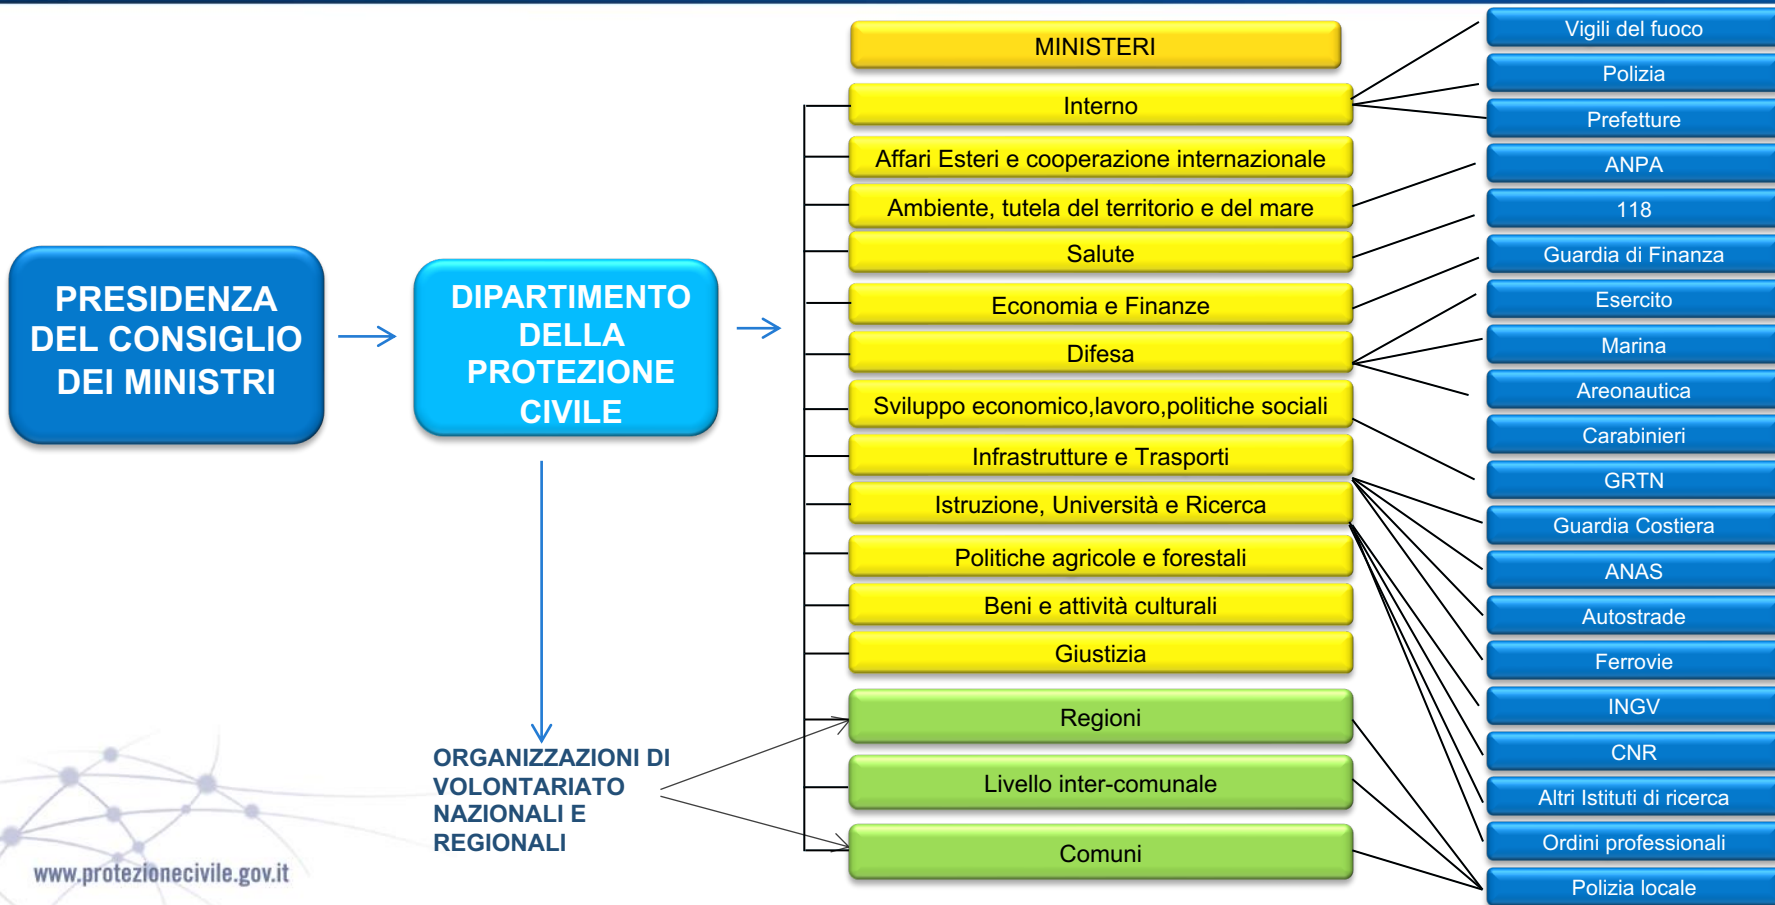 PRESIDENZA
DEL CONSIGLIO
DEI MINISTRI
DIPARTIMENTO
DELLA
PROTEZIONE
CIVILE
ORGANIZZAZIONI DI
VOLONTARIATO
NAZIONALI E
REGIONALI
www.protezionecivile.gov.it
MINISTERI
Interno
Affari Esteri e cooperazione internazionale
Ambiente, tutela del territorio e del mare
Salute
Economia e Finanze
Difesa
Sviluppo economico,lavoro,politiche sociali
Infrastrutture e Trasporti
Istruzione, Università e Ricerca
Politiche agricole e forestali
Beni e attività culturali
Giustizia
Regioni
Livello inter-comunale
Comuni
Vigili del fuoco
Polizia
Prefetture
ANPA
118
Guardia di Finanza
Esercito
Marina
Areonautica
Carabinieri
GRTN
Guardia Costiera
ANAS
Autostrade
Ferrovie
INGV
CNR
Altri Istituti di ricerca
Ordini professionali
Polizia locale